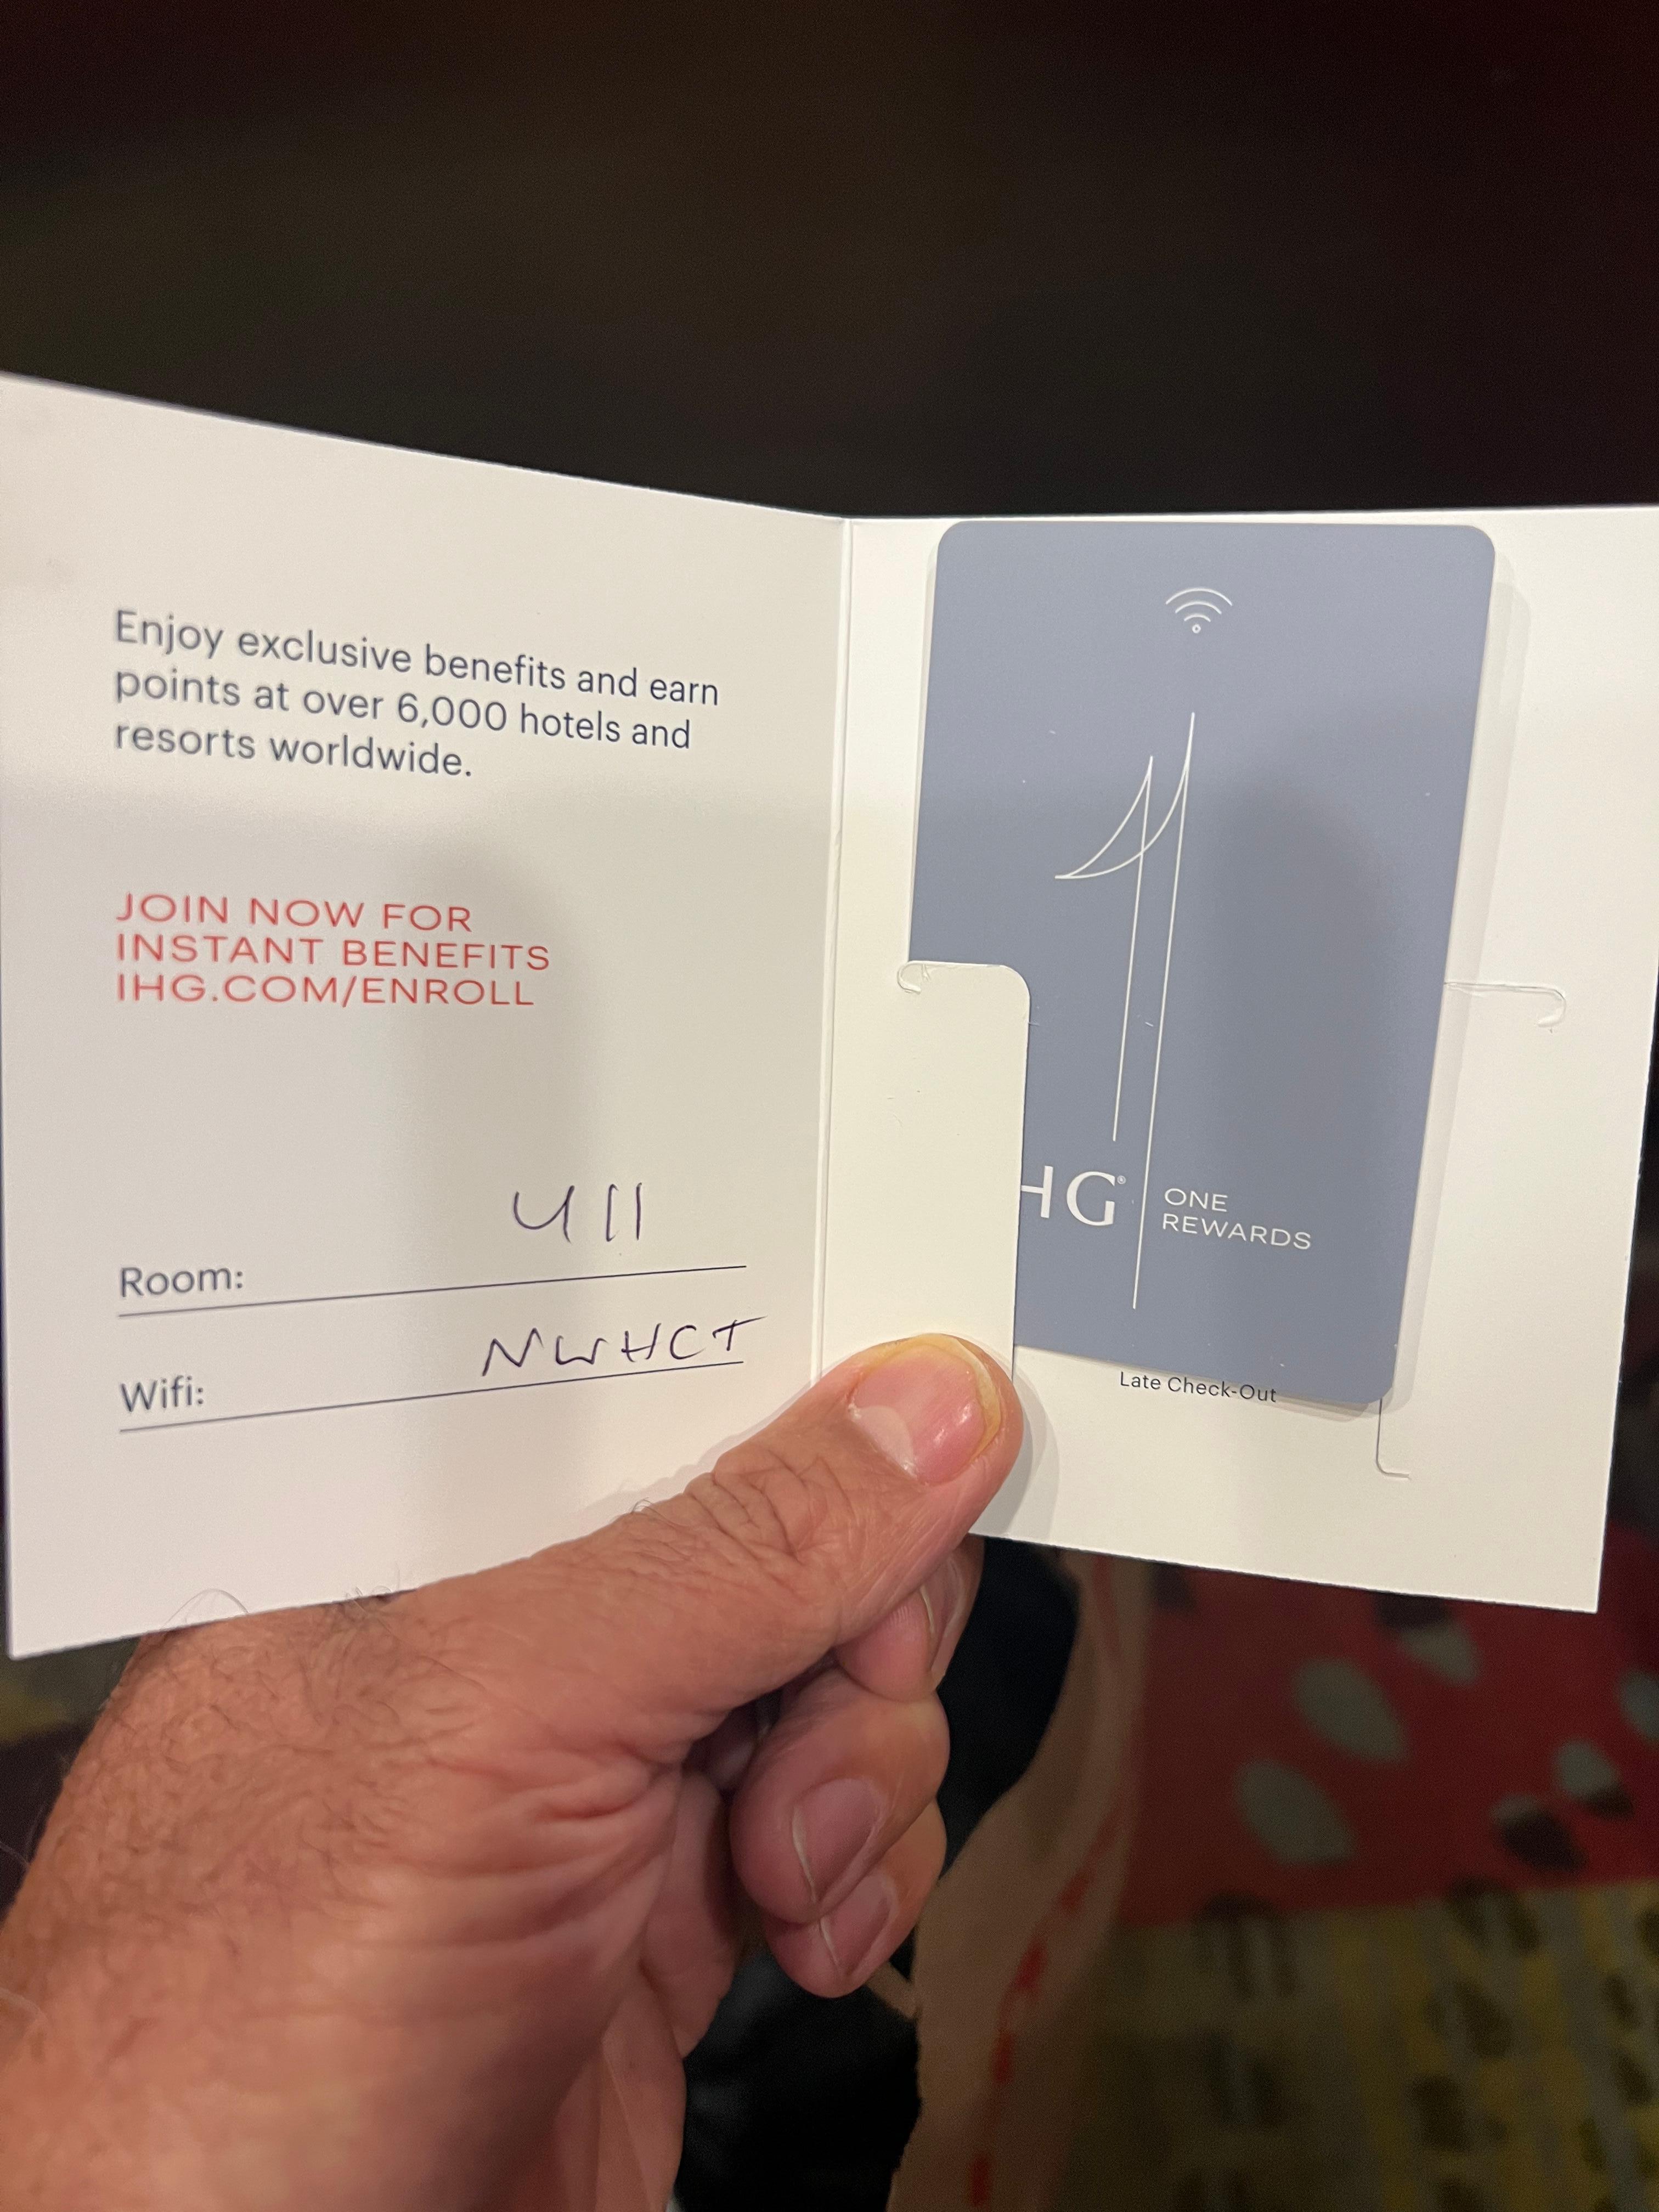 Enjoy exclusive benefits and earn
points at over 6,000 hotels and
resorts worldwide.
JOIN NOW FOR
INSTANT BENEFITS
IHG.COM/ENROLL
Room: 411
Wifi: NWHCT
HG®
ONE
REWARDS
Late Check-Out